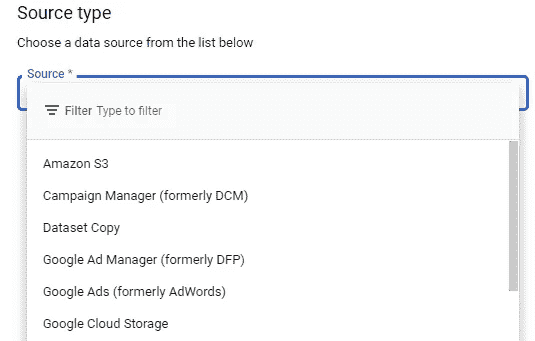 Source type
Choose a data source from the list below
Source *
Filter Type to filter
Amazon S3
Campaign Manager (formerly DCM)
Dataset Copy
Google Ad Manager (formerly DFP)
Google Ads (formerly AdWords)
Google Cloud Storage